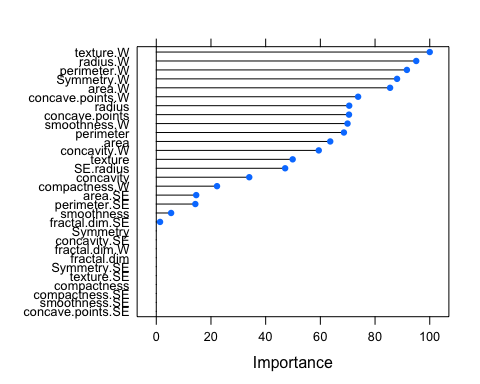 texture.W
radius.W
perimeter.W
Symmetry.W
area.W
concave.points.W
radius
concave.points
smoothness.W
perimeter
area
concavity.W
texture
SE.radius
concavity
compactness.W
area.SE
perimeter.SE
smoothness
fractal.dim.SE
Symmetry
concavity.SE
fractal.dim.W
fractal.dim
Symmetry.SE
texture.SE
compactness
compactness.SE
smoothness.SE
concave.points.SE
0 20 40 60 80 100
Importance